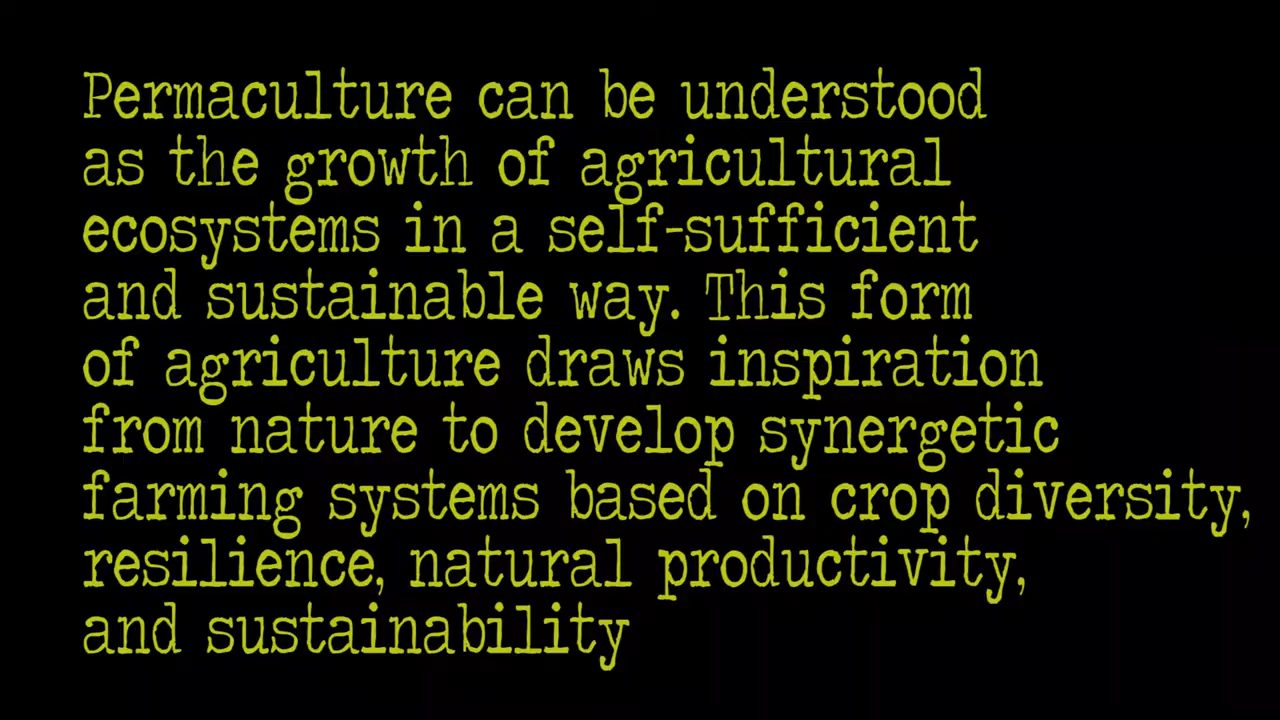 Permaculture can be understood
as the growth of agricultural
ecosystems in a self-sufficient
and sustainable way. This form
of agriculture draws inspiration
from nature to develop synergetic
farming systems based on crop diversity,
resilience, natural productivity,
and sustainability